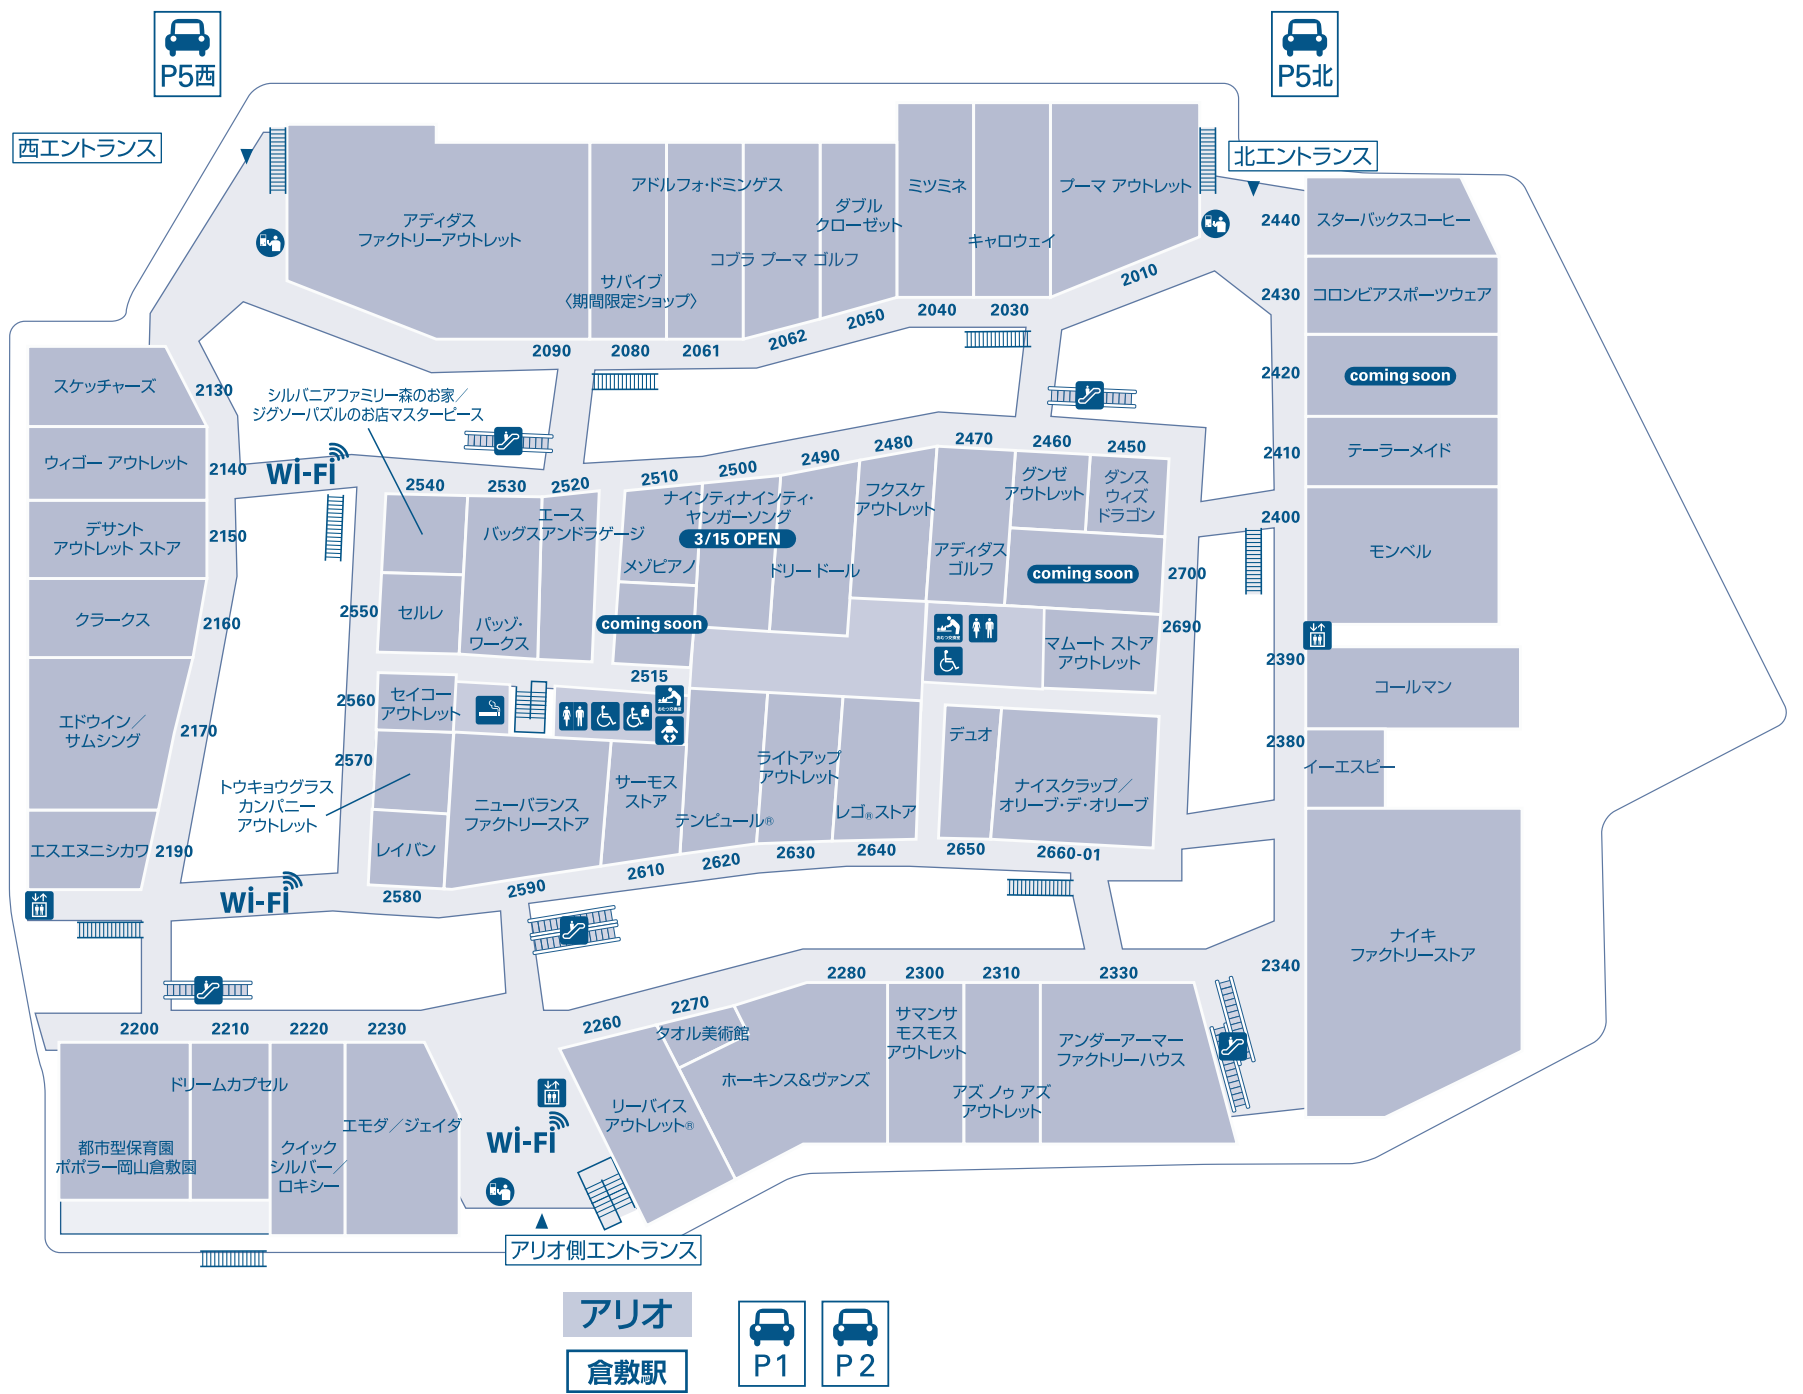 P5西
P5北
西エントランス
北エントランス
アディダス
ファクトリーアウトレット
サバイブ
〈期間限定ショップ〉
アドルフォ・ドミンゲス
コブラ プーマ ゴルフ
ダブル
クローゼット
ミツミネ
キャロウェイ
プーマ アウトレット
2090
2080
2061
2062
2050
2040
2030
2010
2440
スターバックスコーヒー
2430
コロンビアスポーツウェア
2420
coming soon
2410
テーラーメイド
2400
モンベル
2390
コールマン
2380
イーエスピー
2340
ナイキ
ファクトリーストア
スケッチャーズ
2130
ウィゴー アウトレット
2140
デサント
アウトレット ストア
2150
クラークス
2160
エドウイン／
サムシング
2170
エスエヌニシカワ
2190
シルバニアファミリー森のお家／
ジグソーパズルのお店マスターピース
Wi-Fi
2540
2530
2520
2510
2500
2490
2480
2470
2460
2450
エース
バッグスアンドラゲージ
ナインティナインティ・
ヤンガーソング
3/15 OPEN
メゾピアノ
ドリードール
フクスケ
アウトレット
アディダス
ゴルフ
グンゼ
アウトレット
ダンス
ウィズ
ドラゴン
coming soon
2700
2550
セルレ
パッゾ・
ワークス
coming soon
2515
おむつ交換室
マムート ストア
アウトレット
2690
2560
セイコー
アウトレット
おむつ交換室
2570
トウキョウグラス
カンパニー
アウトレット
レイバン
ニューバランス
ファクトリーストア
サーモス
ストア
テンピュール®
ライトアップ
アウトレット
レゴ®ストア
デュオ
ナイスクラップ／
オリーブ・デ・オリーブ
Wi-Fi
2580
2590
2610
2620
2630
2640
2650
2660-01
2200
2210
2220
2230
2260
2270
2280
2300
2310
2330
ドリームカプセル
都市型保育園
ポポラー岡山倉敷園
クイック
シルバー／
ロキシー
エモダ／ジェイダ
Wi-Fi
リーバイス
アウトレット®
タオル美術館
ホーキンス&ヴァンズ
サマンサ
モスモス
アウトレット
アズ ノゥ アズ
アウトレット
アンダーアーマー
ファクトリーハウス
アリオ側エントランス
アリオ
倉敷駅
P1
P2